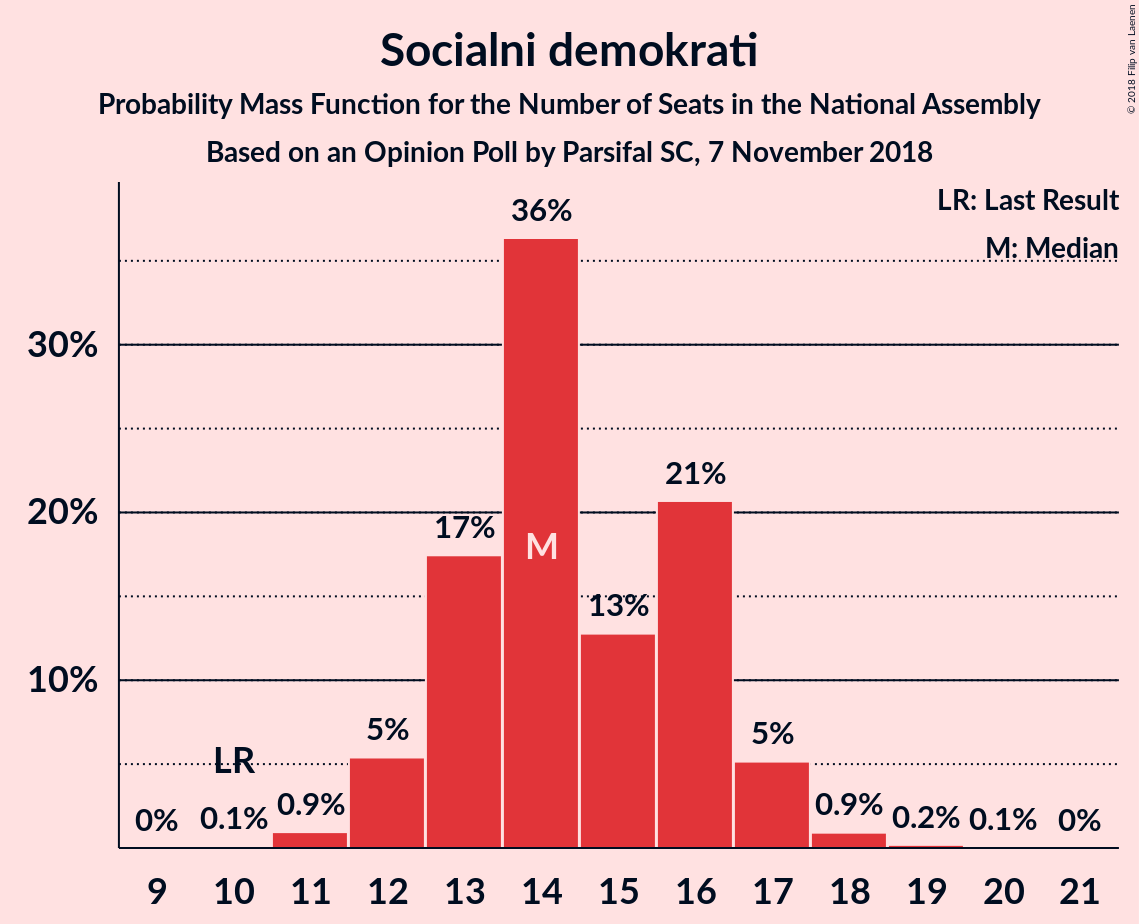 Socialni demokrati
Probability Mass Function for the Number of Seats in the National Assembly
Based on an Opinion Poll by Parsifal SC, 7 November 2018
© 2018 Filip van Laenen
LR: Last Result
M: Median
30%
20%
10%
0%
0.1%
0.9%
5%
17%
36%
13%
21%
5%
0.9%
0.2%
0.1%
0%
LR
M
9 10 11 12 13 14 15 16 17 18 19 20 21